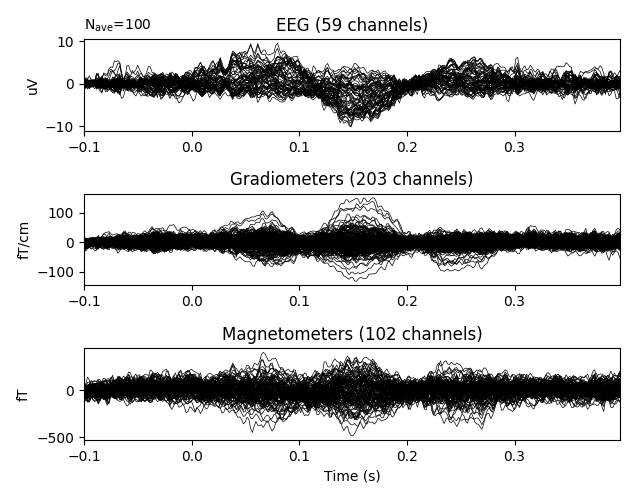 Nave=100
EEG (59 channels)
10
0
−10
uV
−0.1 0.0 0.1 0.2 0.3
Gradiometers (203 channels)
100
0
−100
fT/cm
−0.1 0.0 0.1 0.2 0.3
Magnetometers (102 channels)
0
−500
fT
−0.1 0.0 0.1 0.2 0.3
Time (s)